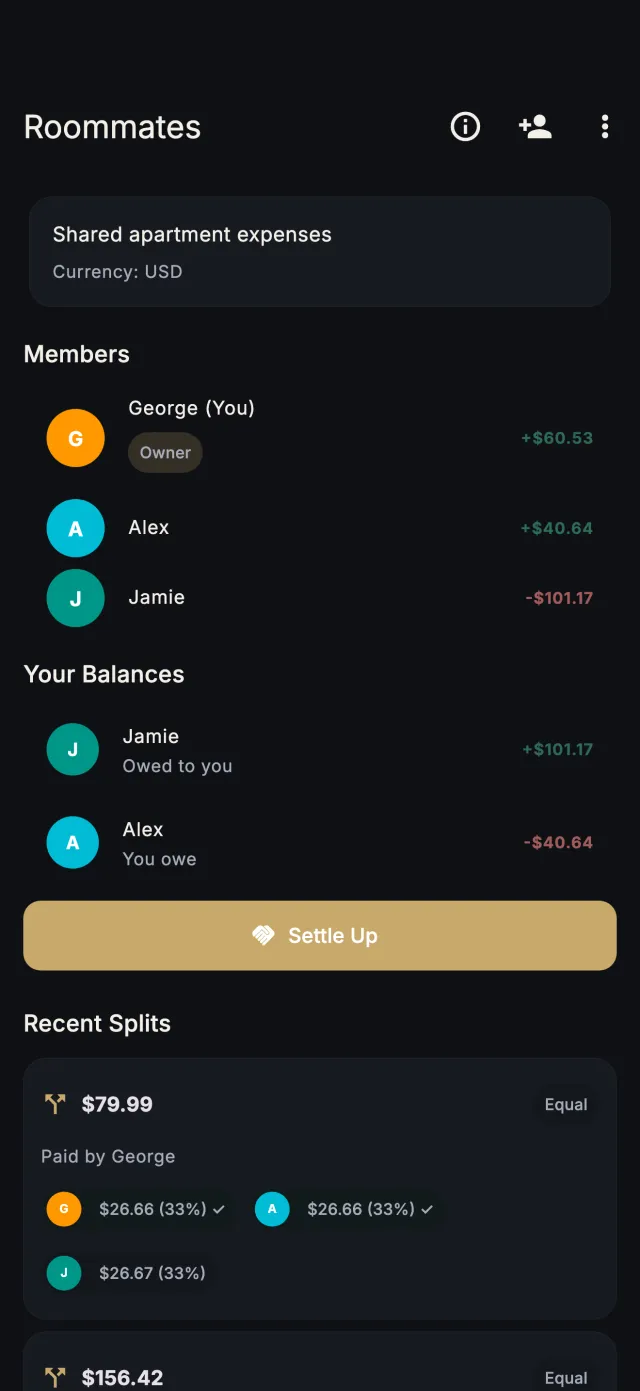 Roommates
Shared apartment expenses
Currency: USD
Members
G
George (You)
Owner
+$60.53
A
Alex
+$40.64
J
Jamie
-$101.17
Your Balances
J
Jamie
Owed to you
+$101.17
A
Alex
You owe
-$40.64
Settle Up
Recent Splits
$79.99
Equal
Paid by George
G $26.66 (33%) ✓ A $26.66 (33%) ✓
J $26.67 (33%)
$156.42
Equal